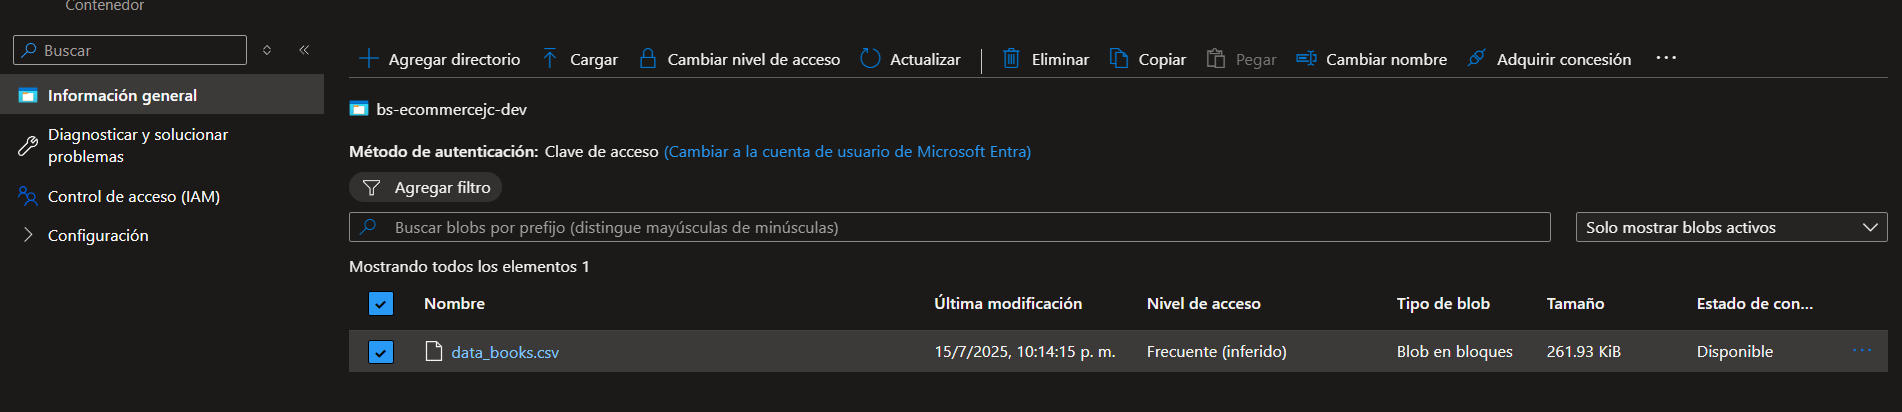 Contenedor
Buscar
Información general
Diagnosticar y solucionar
problemas
Control de acceso (IAM)
Configuración
Agregar directorio Cargar Cambiar nivel de acceso Actualizar Eliminar Copiar Pegar Cambiar nombre Adquirir concesión ...
bs-ecommercejc-dev
Método de autenticación: Clave de acceso (Cambiar a la cuenta de usuario de Microsoft Entra)
Agregar filtro
Buscar blobs por prefijo (distingue mayúsculas de minúsculas) Solo mostrar blobs activos
Mostrando todos los elementos 1
Nombre Última modificación Nivel de acceso Tipo de blob Tamaño Estado de con...
data_books.csv 15/7/2025, 10:14:15 p. m. Frecuente (inferido) Blob en bloques 261.93 KiB Disponible ...